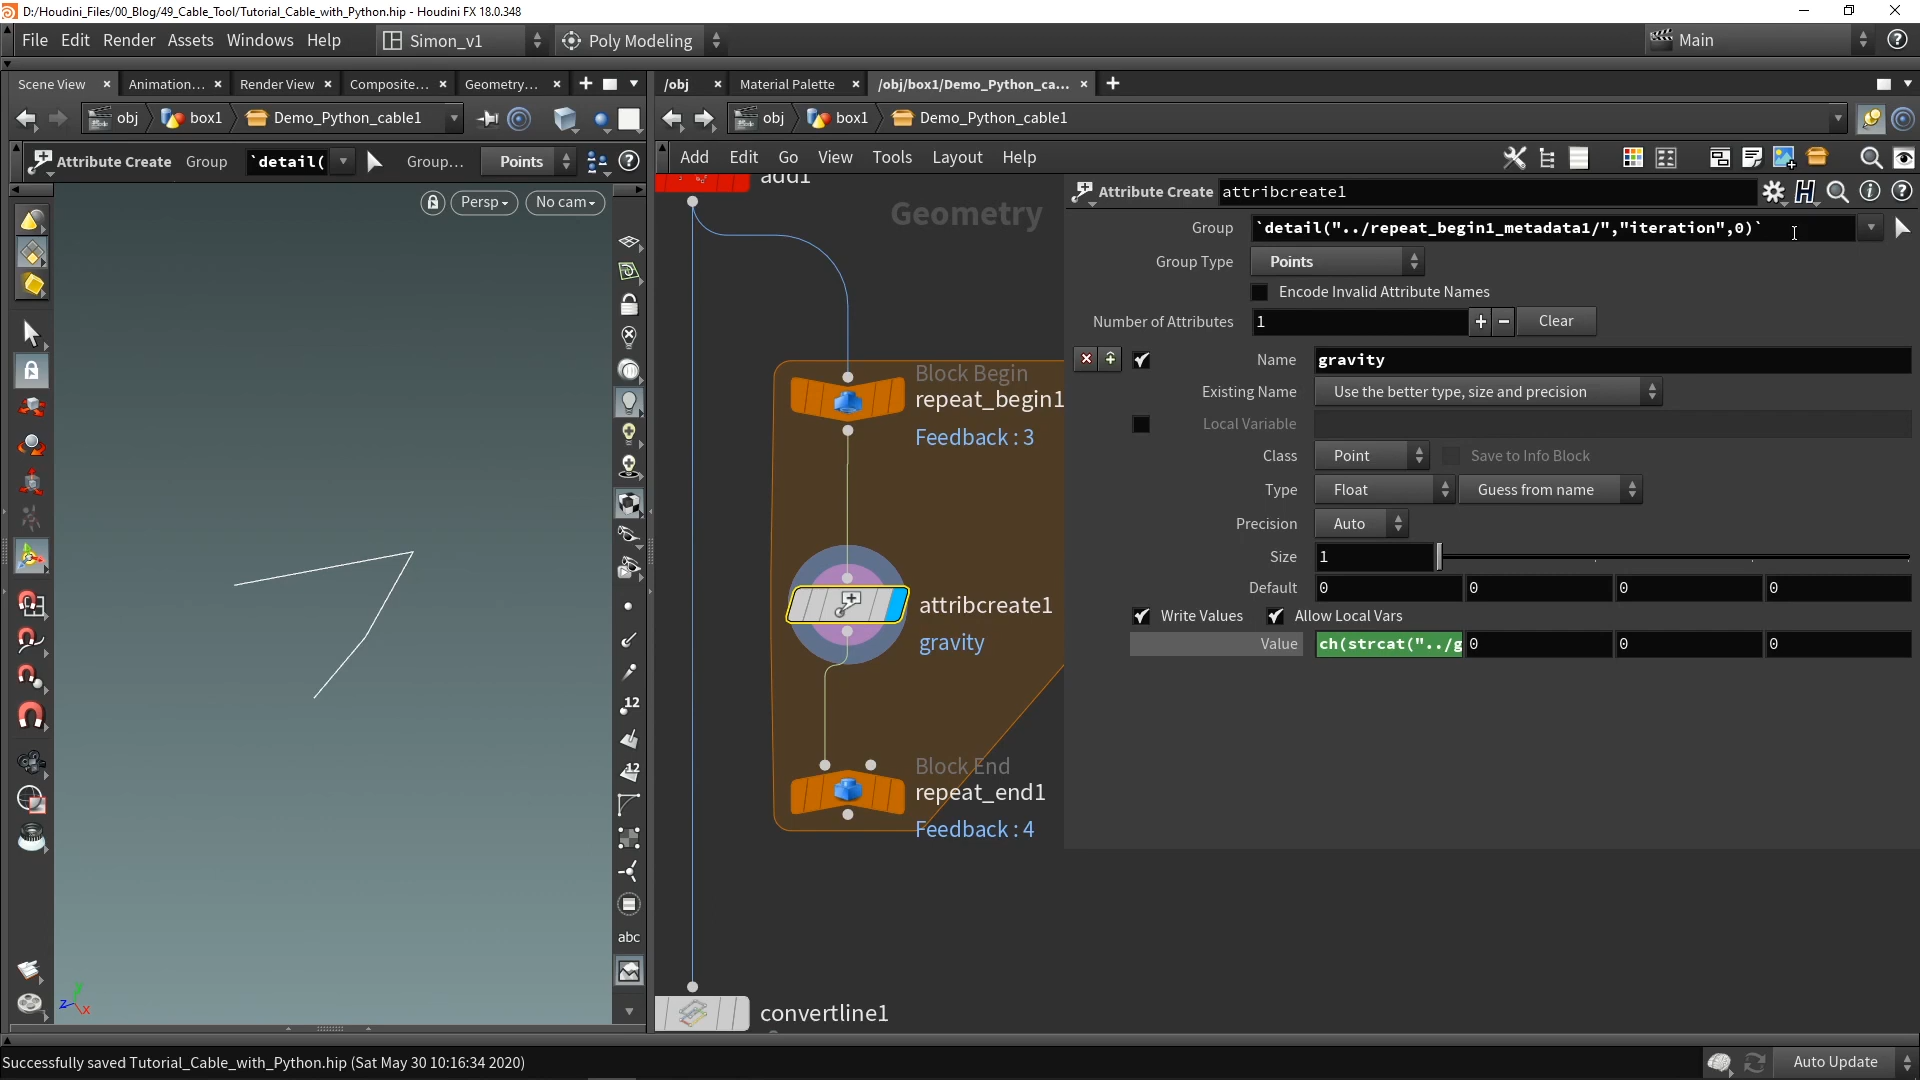 D:/Houdini_Files/00_Blog/49_Cable_Tool/Tutorial_Cable_with_Python.hip - Houdini FX 18.0.348
File Edit Render Assets Windows Help Simon_v1 Poly Modeling Main
Scene View Animation... Render View Composite... Geometry... /obj Material Palette /obj/box1/Demo_Python_ca...
obj box1 Demo_Python_cable1 obj box1 Demo_Python_cable1
Attribute Create Group `detail( Group... Points
Add Edit Go View Tools Layout Help
Persp No cam
add1
Geometry
Block Begin
repeat_begin1
Feedback : 3
attribcreate1
gravity
Block End
repeat_end1
Feedback : 4
convertline1
Attribute Create attribcreate1
Group `detail("../repeat_begin1_metadata1/","iteration",0)`
Group Type Points
Encode Invalid Attribute Names
Number of Attributes 1 + − Clear
Name gravity
Existing Name Use the better type, size and precision
Local Variable
Class Point Save to Info Block
Type Float Guess from name
Precision Auto
Size 1
Default 0 0 0 0
Write Values Allow Local Vars
Value ch(strcat("../g 0 0 0
12
12
abc
z y x
Successfully saved Tutorial_Cable_with_Python.hip (Sat May 30 10:16:34 2020)
Auto Update